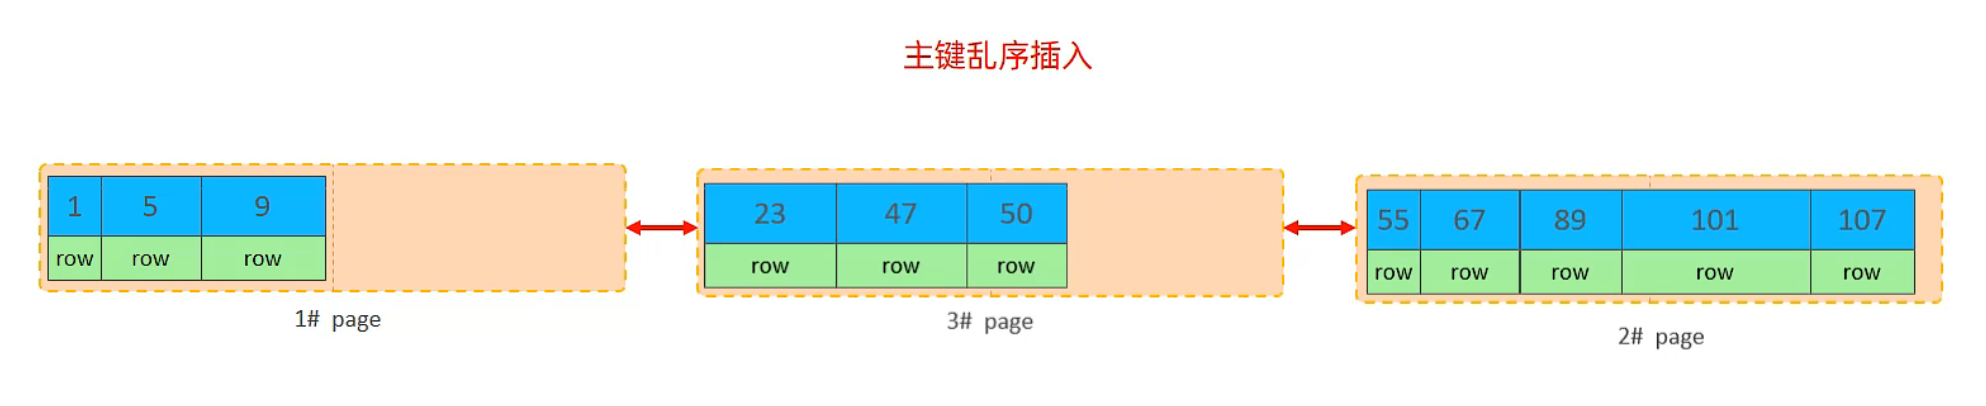 主键乱序插入
1 5 9
row row row
1# page
23 47 50
row row row
3# page
55 67 89 101 107
row row row row row
2# page